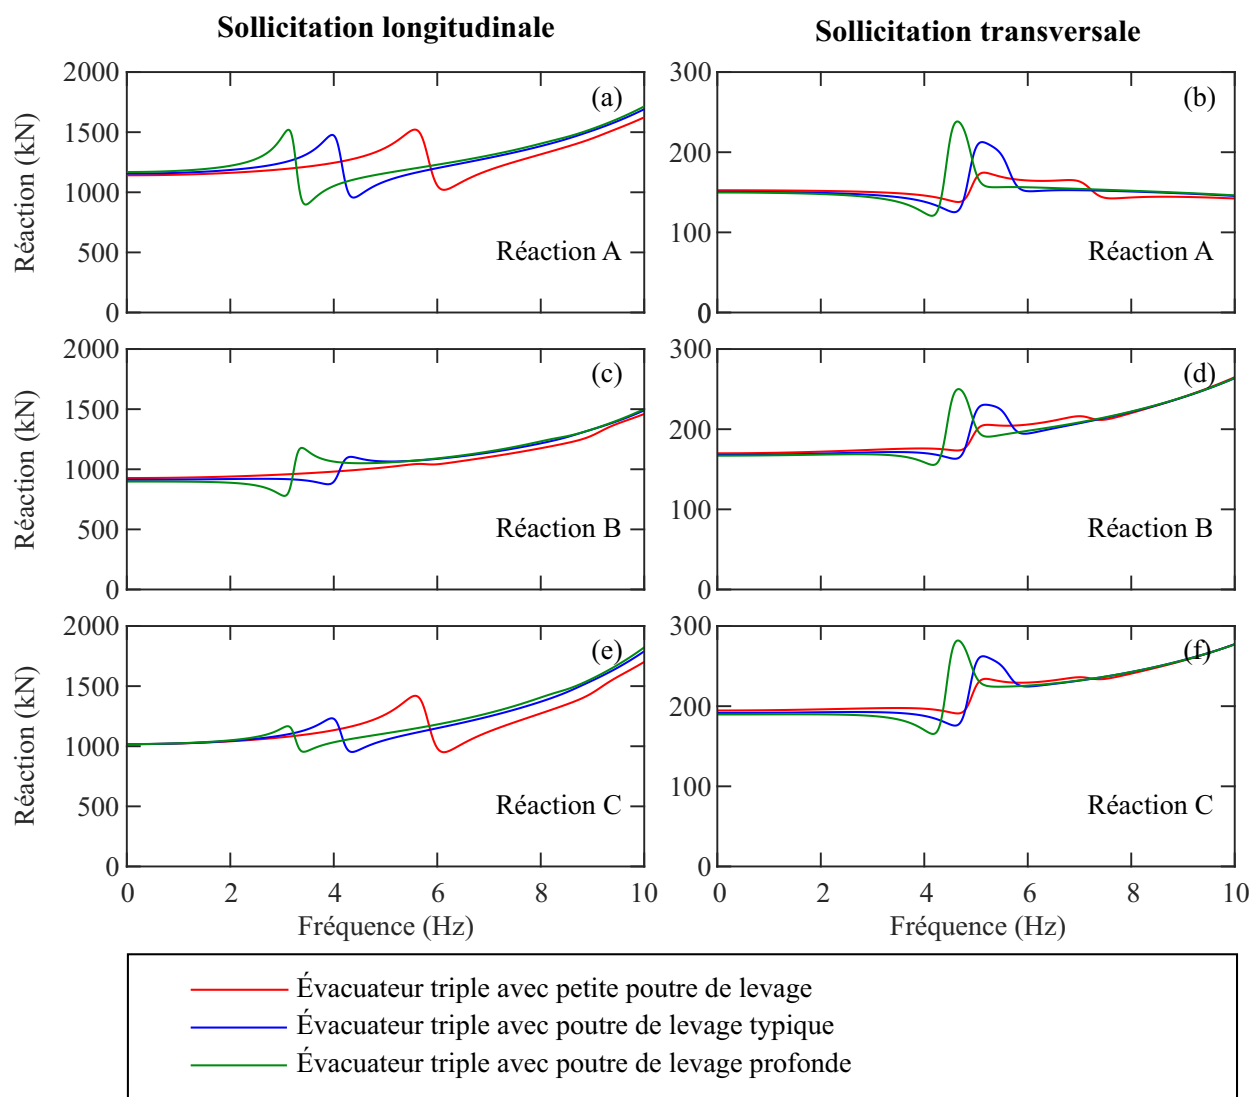 Sollicitation longitudinale
Sollicitation transversale
2000
1500
1000
500
0
Réaction (kN)
(a)
Réaction A
300
200
100
0
(b)
Réaction A
2000
1500
1000
500
0
Réaction (kN)
(c)
Réaction B
300
200
100
0
(d)
Réaction B
2000
1500
1000
500
0
Réaction (kN)
(e)
Réaction C
300
200
100
0
(f)
Réaction C
0 2 4 6 8 10
Fréquence (Hz)
0 2 4 6 8 10
Fréquence (Hz)
Évacuateur triple avec petite poutre de levage
Évacuateur triple avec poutre de levage typique
Évacuateur triple avec poutre de levage profonde